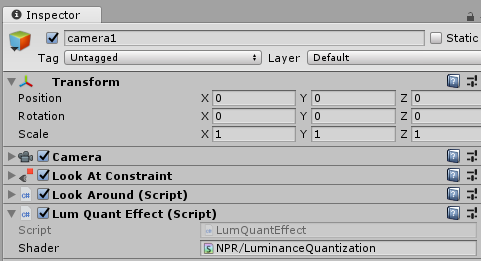 Inspector
camera1 Static
Tag Untagged Layer Default
Transform
Position X 0 Y 0 Z 0
Rotation X 0 Y 0 Z 0
Scale X 1 Y 1 Z 1
Camera
Look At Constraint
C# Look Around (Script)
C# Lum Quant Effect (Script)
Script LumQuantEffect
Shader S NPR/LuminanceQuantization